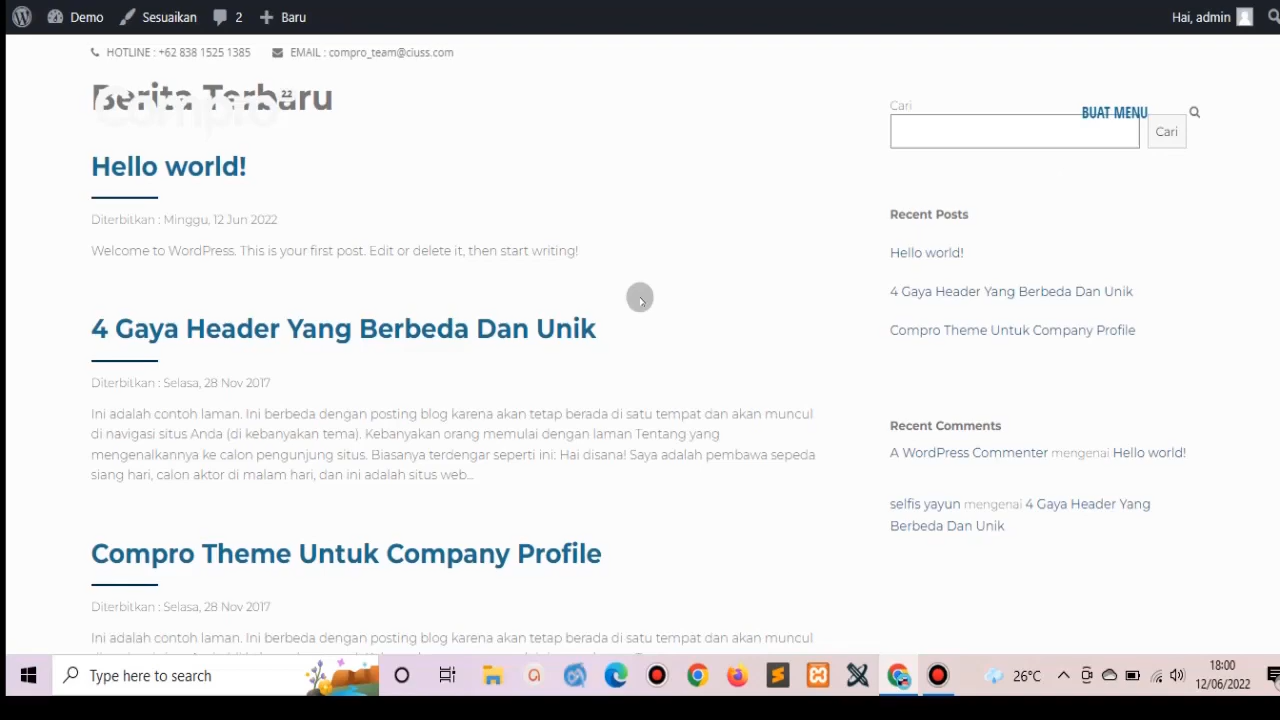 Demo Sesuaikan 2 Baru Hai, admin
HOTLINE : +62 838 1525 1385 EMAIL : compro_team@ciuss.com
Berita Terbaru
Compro 22
BUAT MENU
Hello world!
Diterbitkan : Minggu, 12 Jun 2022
Welcome to WordPress. This is your first post. Edit or delete it, then start writing!
4 Gaya Header Yang Berbeda Dan Unik
Diterbitkan : Selasa, 28 Nov 2017
Ini adalah contoh laman. Ini berbeda dengan posting blog karena akan tetap berada di satu tempat dan akan muncul
di navigasi situs Anda (di kebanyakan tema). Kebanyakan orang memulai dengan laman Tentang yang
mengenalkannya ke calon pengunjung situs. Biasanya terdengar seperti ini: Hai disana! Saya adalah pembawa sepeda
siang hari, calon aktor di malam hari, dan ini adalah situs web...
Compro Theme Untuk Company Profile
Diterbitkan : Selasa, 28 Nov 2017
Ini adalah contoh laman. Ini berbeda dengan posting blog karena akan tetap berada di satu tempat dan akan muncul
Cari
Cari
Recent Posts
Hello world!
4 Gaya Header Yang Berbeda Dan Unik
Compro Theme Untuk Company Profile
Recent Comments
A WordPress Commenter mengenai Hello world!
selfis yayun mengenai 4 Gaya Header Yang
Berbeda Dan Unik
Type here to search
26°C
18:00
12/06/2022